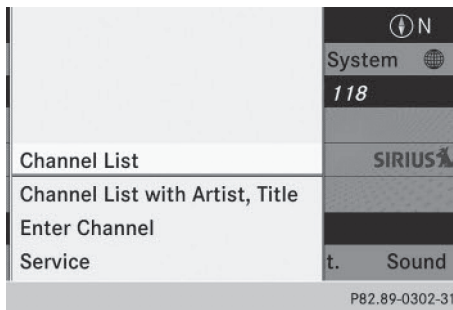 N
System
118
Channel List
SIRIUS
Channel List with Artist, Title
Enter Channel
Service
t. Sound
P82.89-0302-31